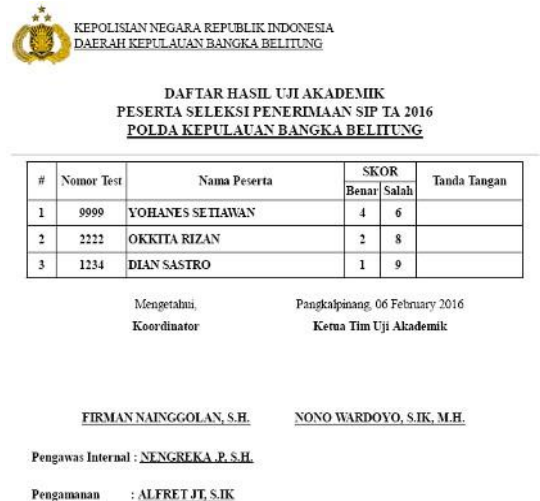 KEPOLISIAN NEGARA REPUBLIK INDONESIA
DAERAH KEPULAUAN BANGKA BELITUNG
DAFTAR HASIL UJI AKADEMIK
PESERTA SELEKSI PENERIMAAN SIP TA 2016
POLDA KEPULAUAN BANGKA BELITUNG
# Nomor Test Nama Peserta SKOR Tanda Tangan
Benar Salah
1 9999 YOHANES SETIAWAN 4 6
2 2222 OKKITA RIZAN 2 8
3 1234 DIAN SASTRO 1 9
Mengetahui, Pangkalpinang, 06 February 2016
Koordinator Ketua Tim Uji Akademik
FIRMAN NAINGGOLAN, S.H. NONO WARDOYO, S.IK, M.H.
Pengawas Internal : NENGREKA .P, S.H.
Pengamanan : ALFRET JT, S.IK